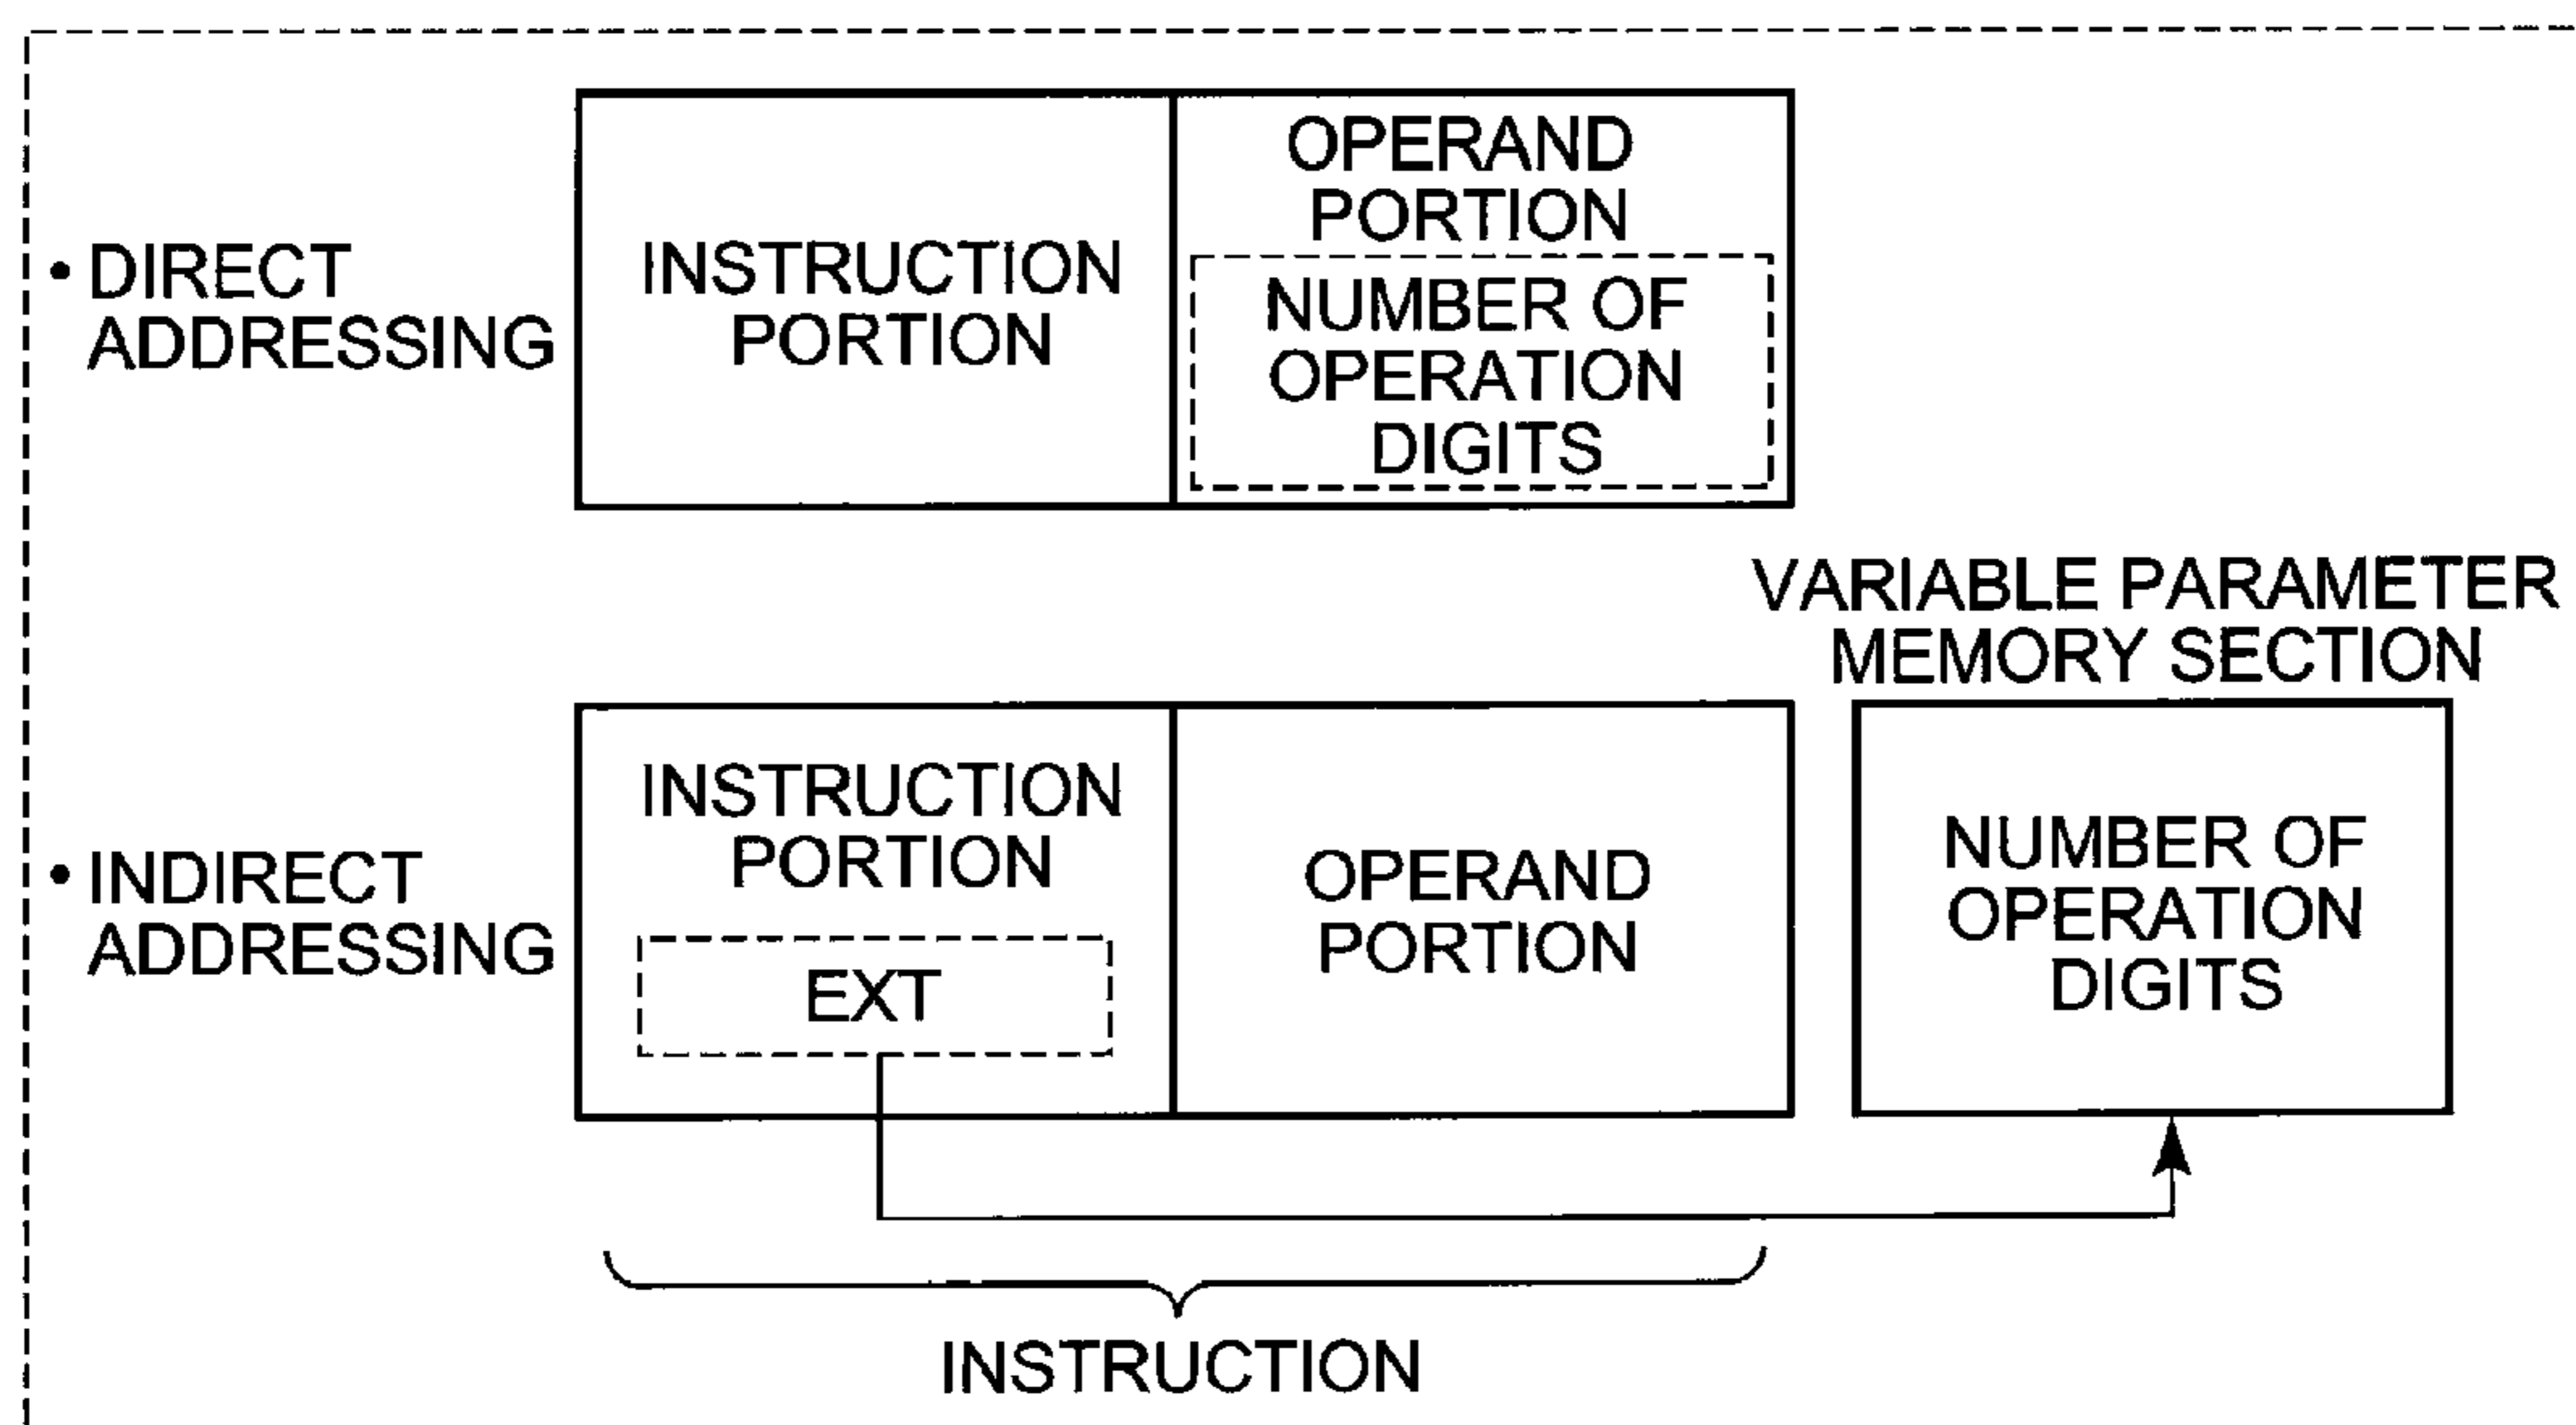 • DIRECT
ADDRESSING
INSTRUCTION
PORTION
OPERAND
PORTION
NUMBER OF
OPERATION
DIGITS
VARIABLE PARAMETER
MEMORY SECTION
• INDIRECT
ADDRESSING
INSTRUCTION
PORTION
EXT
OPERAND
PORTION
NUMBER OF
OPERATION
DIGITS
INSTRUCTION